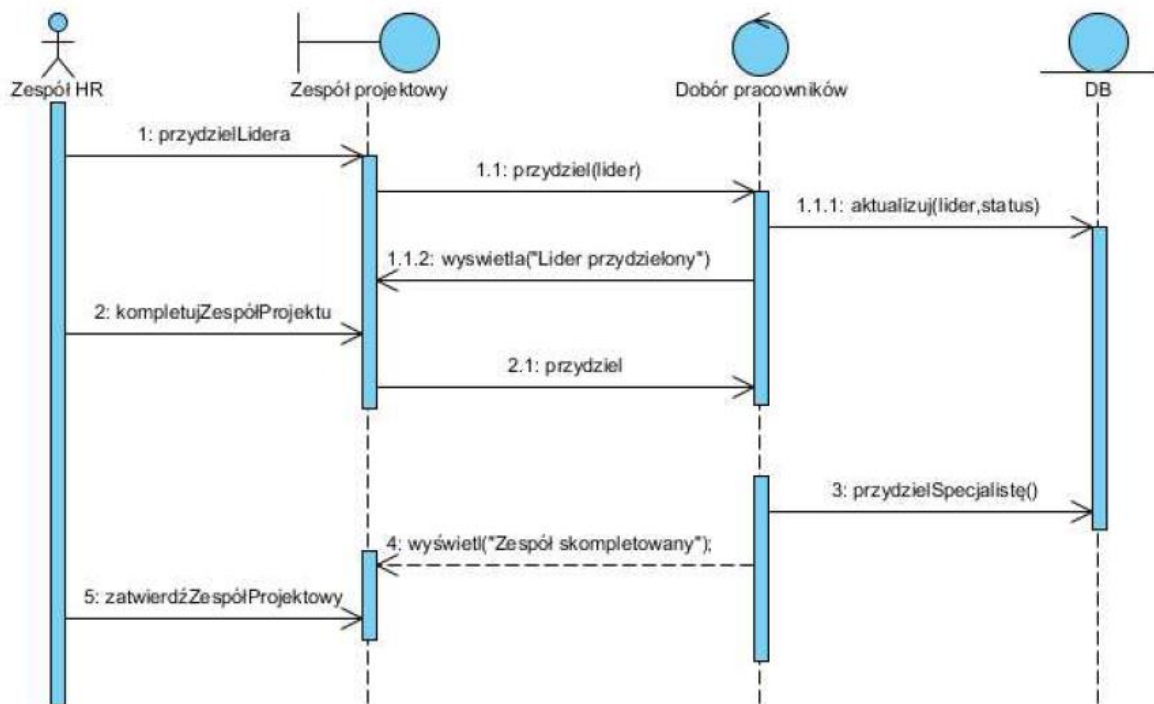 Zespół HR
Zespół projektowy
Dobór pracowników
DB
1: przydzielLidera
1.1: przydziel(lider)
1.1.1: aktualizuj(lider,status)
1.1.2: wyswietla("Lider przydzielony")
2: kompletujZespółProjektu
2.1: przydziel
3: przydzielSpecjalistę()
4: wyświetl("Zespół skompletowany");
5: zatwierdźZespółProjektowy